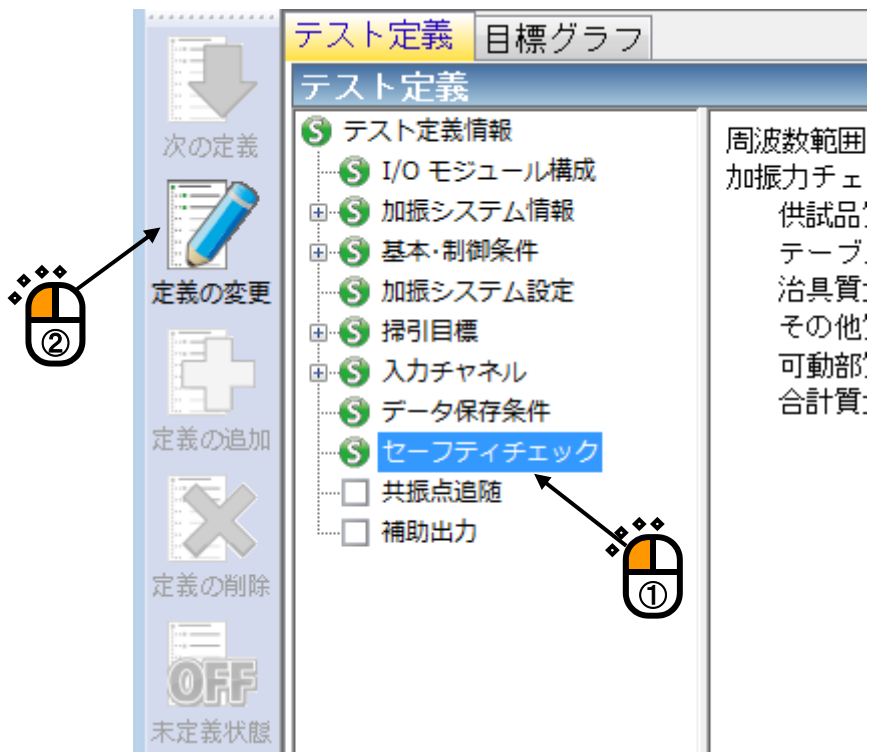 テスト定義
目標グラフ
テスト定義
次の定義
定義の変更
②
定義の追加
定義の削除
OFF
未定義状態
S テスト定義情報
S I/O モジュール構成
S 加振システム情報
S 基本・制御条件
S 加振システム設定
S 掃引目標
S 入力チャネル
S データ保存条件
S セーフティチェック
共振点追随
補助出力
①
周波数範囲
加振力チェ
供試品
テーブ
治具質
その他
可動部
合計質